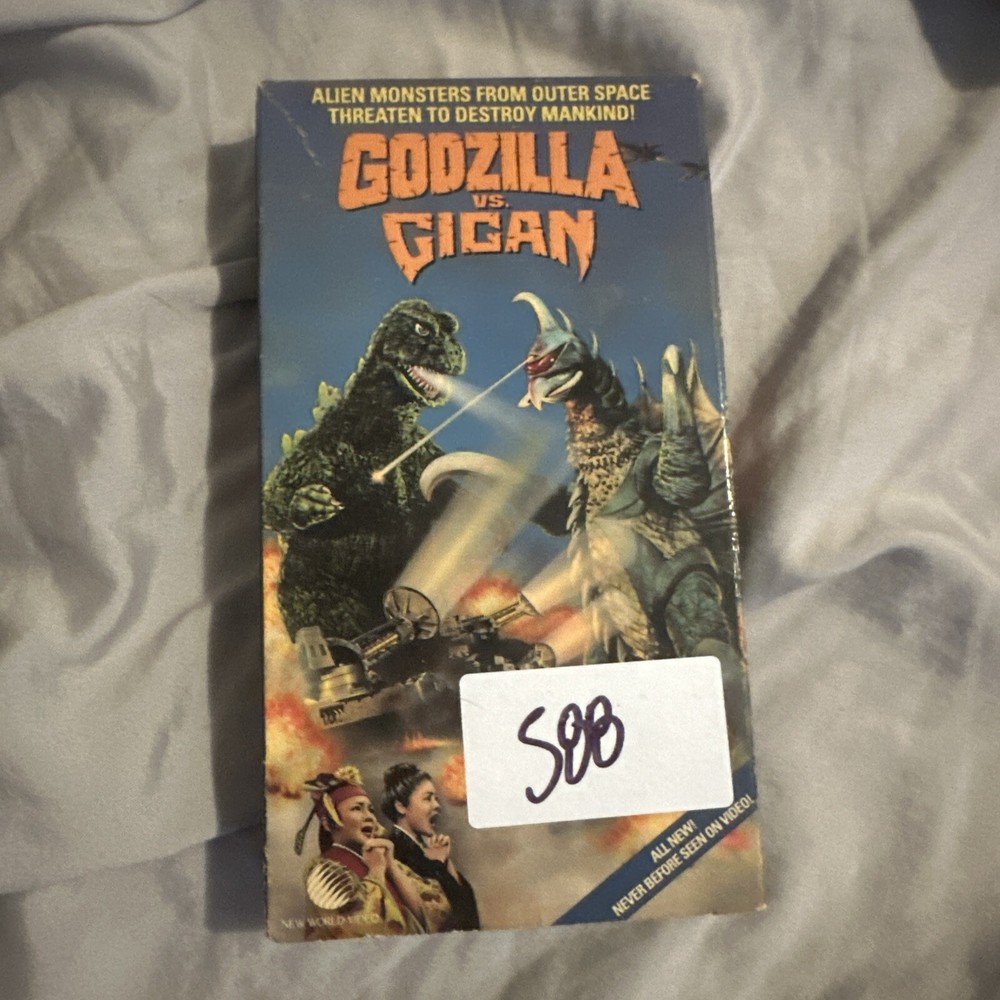 ALIEN MONSTERS FROM OUTER SPACE
THREATEN TO DESTROY MANKIND!
GODZILLA
VS.
GIGAN
ALL NEW!
NEVER BEFORE SEEN ON VIDEO!
NEW WORLD VIDEO